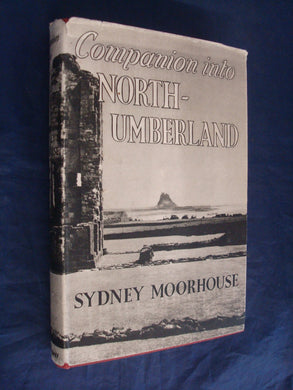 Companion into
NORTH-
UMBERLAND
SYDNEY MOORHOUSE